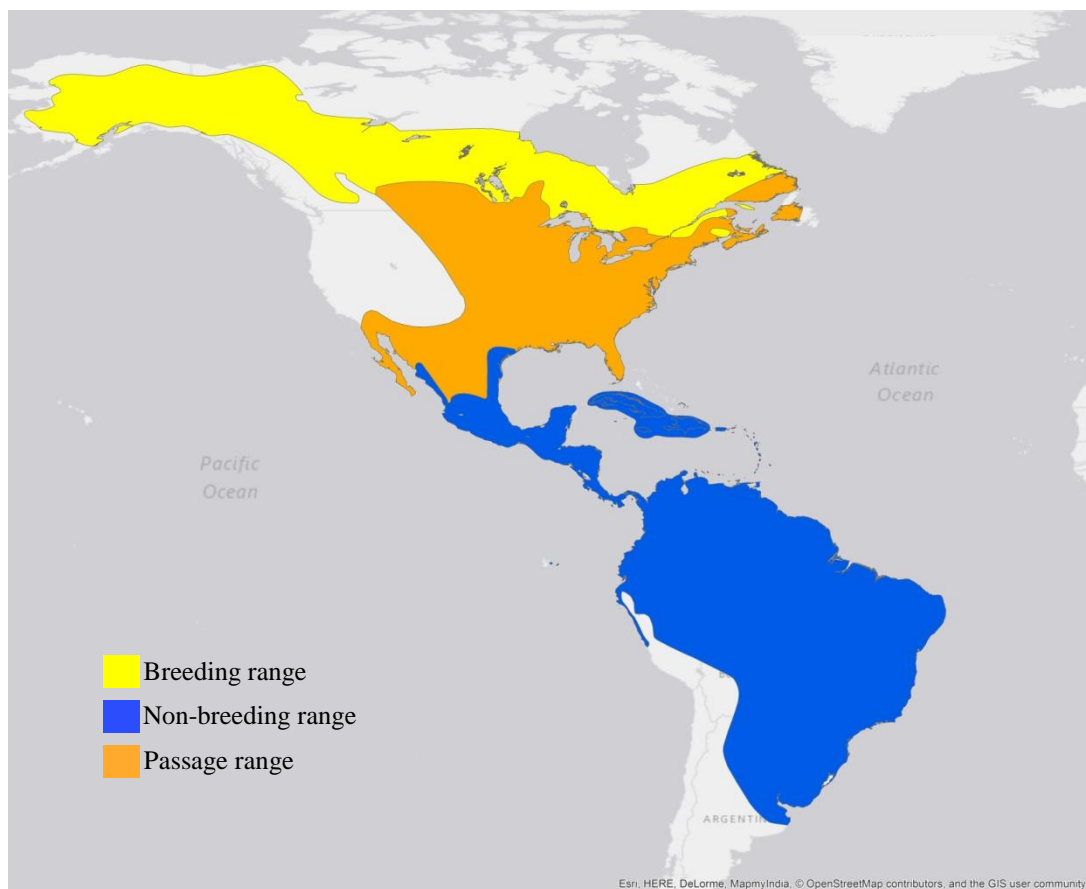 Atlantic
Ocean
Pacific
Ocean
Breeding range
Non-breeding range
Passage range
ARGENTIN
Esri, HERE, DeLorme, MapmyIndia, © OpenStreetMap contributors, and the GIS user community